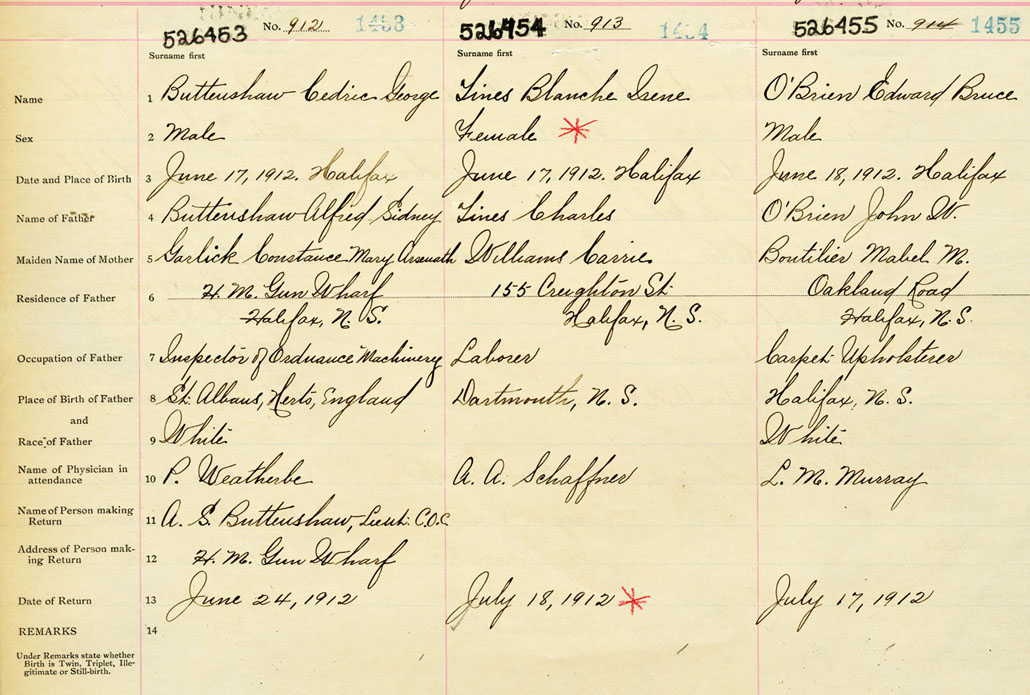 526453 No. 912 1453 526454 No. 913 1454 526455 No. 914 1455
Surname first Surname first Surname first
Name 1 Buttenshaw Cedric George Tines Blanche Irene O'Brien Edward Bruce
Sex 2 Male Female Male
Date and Place of Birth 3 June 17, 1912. Halifax June 17, 1912. Halifax June 18, 1912. Halifax
Name of Father 4 Buttenshaw Alfred Sidney Tines Charles O'Brien John W.
Maiden Name of Mother 5 Garlick Constance Mary Williams Carrie Boutilier Mabel M.
Residence of Father 6 H. M. Gun Wharf 155 Creighton St. Oakland Road
Halifax, N. S. Halifax, N. S. Halifax, N. S.
Occupation of Father 7 Inspector of Ordnance Machinery Laborer Carpet Upholsterer
Place of Birth of Father 8 St. Albans, Herts, England Dartmouth, N. S. Halifax, N. S.
and
Race of Father 9 White White
Name of Physician in
attendance 10 P. Weatherbe A. A. Schaffner L. M. Murray
Name of Person making
Return 11 A. S. Buttenshaw, Lieut. C.O.C
Address of Person mak-
ing Return 12 H. M. Gun Wharf
Date of Return 13 June 24, 1912 July 18, 1912 July 17, 1912
REMARKS 14
Under Remarks state whether
Birth is Twin, Triplet, Ille-
gitimate or Still-birth.